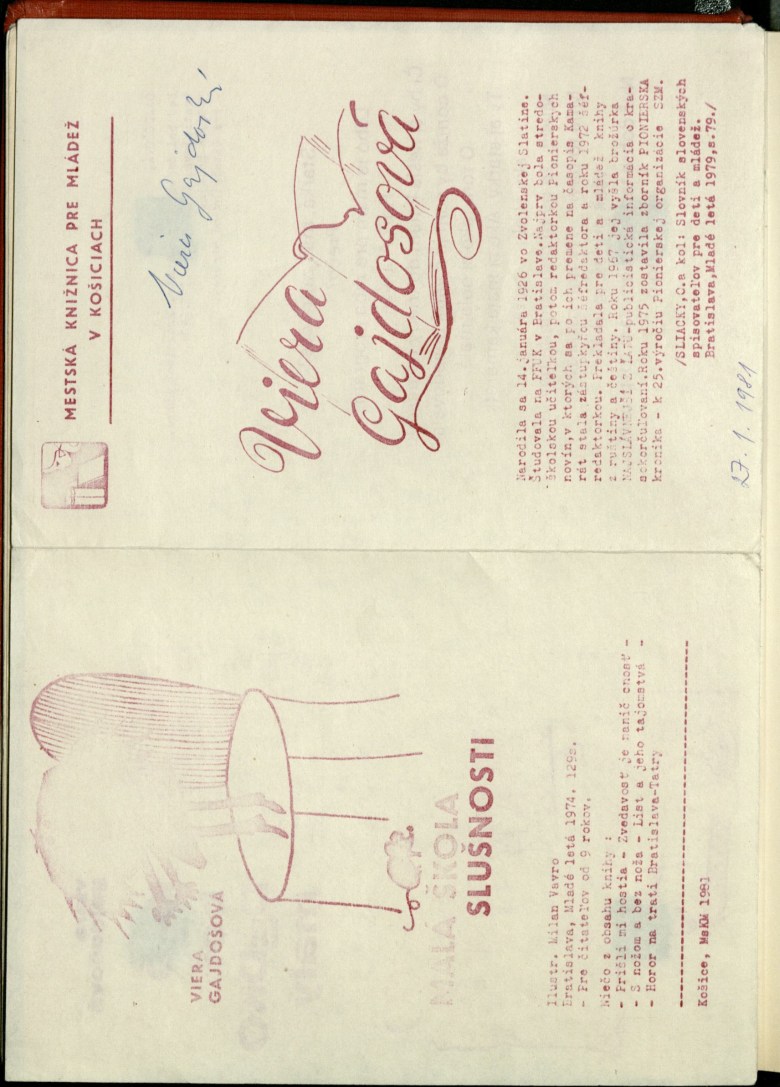 MESTSKÁ KNIŽNICA PRE MLÁDEŽ
V KOŠICIACH
Viera Gajdoš
Viera
Gajdosová
Narodila sa 14.januára 1926 vo Zvolenskej Slatine.
Študovala na FFUK v Bratislave.Najprv bola stredo-
školskou učiteľkou, potom redaktorkou Pionierskych
novín,v ktorých sa po ich premene na časopis Kama-
rát stala zástupkyňou šéfredaktora a roku 1972 šéf-
redaktorkou. Prekladala pre deti a mládež knihy
z ruštiny a češtiny. Roku 1967 jej vyšla brožúrka
publicistická informácia o kra-
sokorčuľovaní.Roku 1975 zostavila zborník PIONIERSKA
kronika - k 25.výročiu Pionierskej organizácie SZM.
/SLIACKY,O.a kol: Slovník slovenských
spisovateľov pre deti a mládež.
Bratislava,Mladé letá 1979,s.79./
27. 1. 1981
VIERA
GAJDOŠOVÁ
MALÁ ŠKOLA
SLUŠNOSTI
Ilustr. Milan Vavro
Bratislava, Mladé letá 1974. 129s.
- Pre čitateľov od 9 rokov.
Niečo z obsahu knihy :
- Prišli mi hostia - Zvedavosť je nanič cnosť -
- S nožom a bez noža - List a jeho tajomstvá -
- Horor na trati Bratislava-Tatry
Košice, MsKM 1981